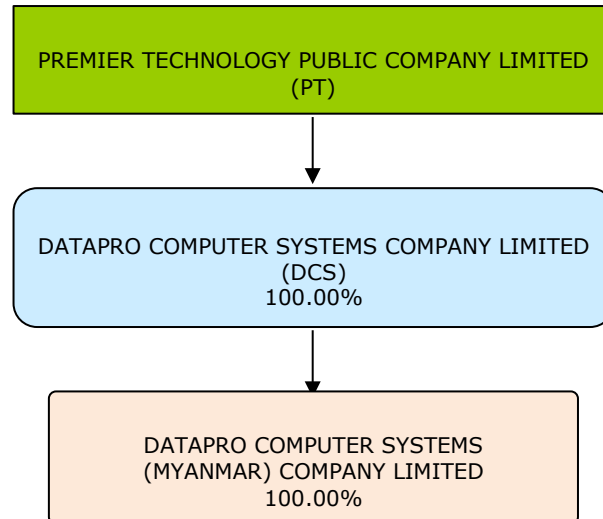 PREMIER TECHNOLOGY PUBLIC COMPANY LIMITED
(PT)
DATAPRO COMPUTER SYSTEMS COMPANY LIMITED
(DCS)
100.00%
DATAPRO COMPUTER SYSTEMS
(MYANMAR) COMPANY LIMITED
100.00%